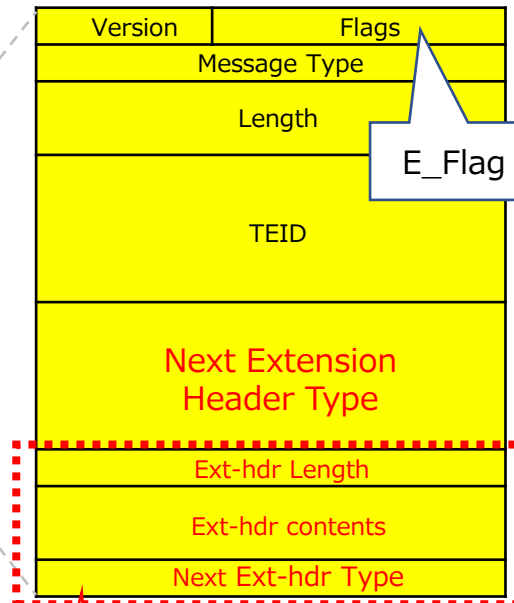 Version Flags
Message Type
Length
E_Flag
TEID
Next Extension
Header Type
Ext-hdr Length
Ext-hdr contents
Next Ext-hdr Type